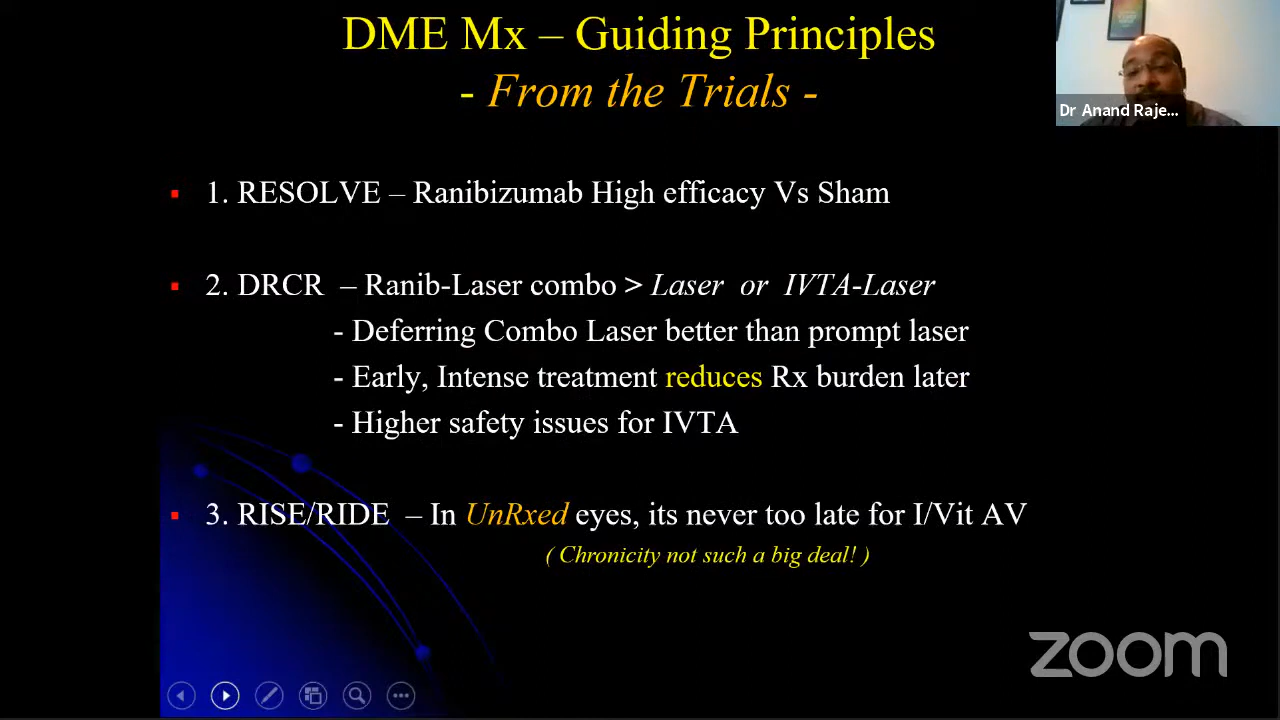 DME Mx – Guiding Principles
- From the Trials -
Dr Anand Raje...
1. RESOLVE – Ranibizumab High efficacy Vs Sham
2. DRCR – Ranib-Laser combo > Laser or IVTA-Laser
- Deferring Combo Laser better than prompt laser
- Early, Intense treatment reduces Rx burden later
- Higher safety issues for IVTA
3. RISE/RIDE – In UnRxed eyes, its never too late for I/Vit AV
( Chronicity not such a big deal! )
zoom